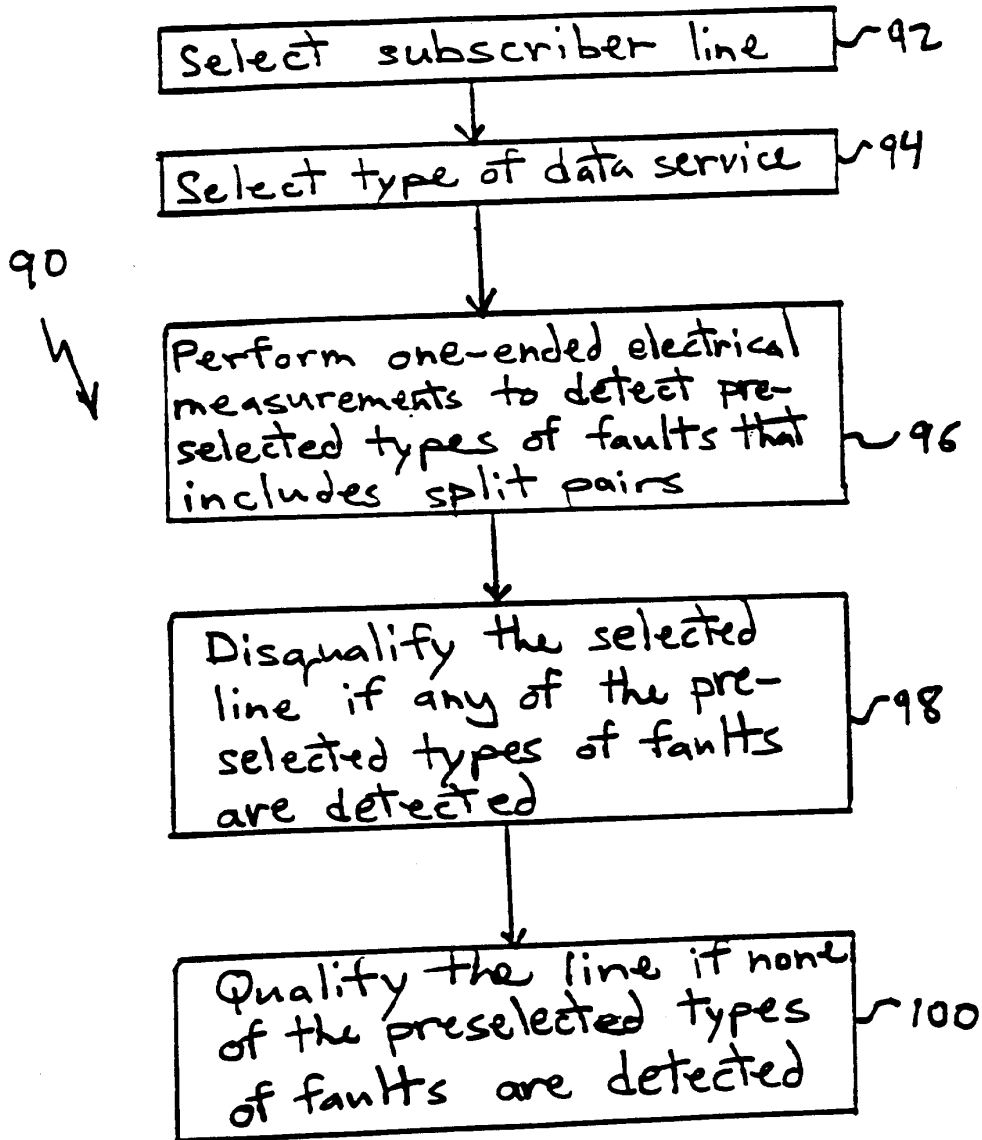 Select subscriber line 92
Select type of data service 94
90
Perform one-ended electrical
measurements to detect pre-
selected types of faults that
includes split pairs
96
Disqualify the selected
line if any of the pre-
selected types of faults
are detected
98
Quality the line if none
of the preselected types
of faults are detected
100